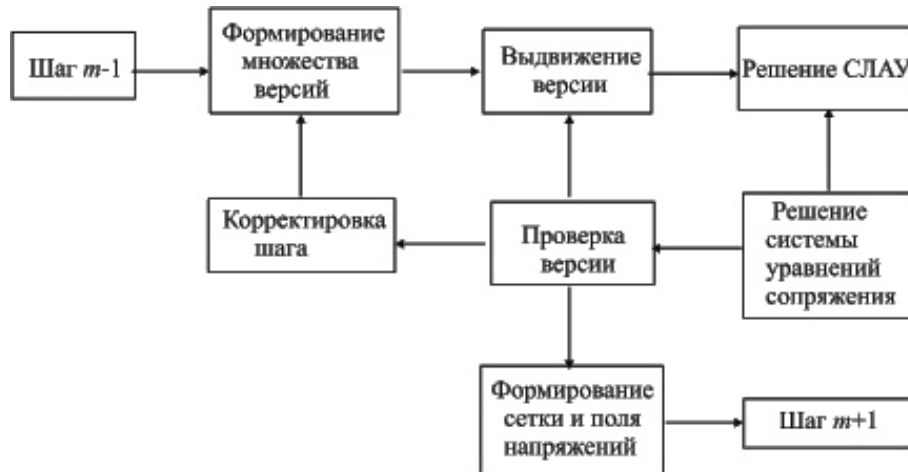 Шаг m-1
Формирование
множества
версий
Выдвижение
версии
Решение СЛАУ
Корректировка
шага
Проверка
версии
Решение
системы
уравнений
сопряжения
Формирование
сетки и поля
напряжений
Шаг m+1